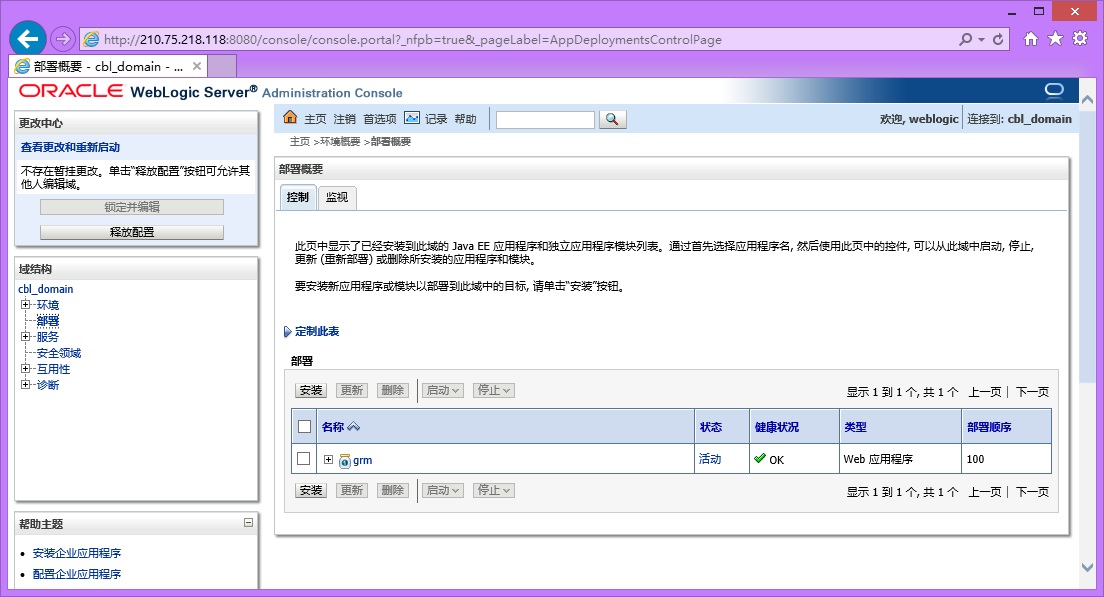 http://210.75.218.118:8080/console/console.portal?_nfpb=true&_pageLabel=AppDeploymentsControlPage
部署概要 - cbl_domain - ...
ORACLE WebLogic Server® Administration Console
更改中心
查看更改和重新启动
不存在暂挂更改。单击“释放配置”按钮可允许其
他人编辑域。
锁定并编辑
释放配置
域结构
cbl_domain
环境
部署
服务
安全领域
互用性
诊断
帮助主题
安装企业应用程序
配置企业应用程序
主页 注销 首选项 记录 帮助
欢迎, weblogic 连接到: cbl_domain
主页 >环境概要 >部署概要
部署概要
控制 监视
此页中显示了已经安装到此域的 Java EE 应用程序和独立应用程序模块列表。通过首先选择应用程序名, 然后使用此页中的控件, 可以从此域中启动, 停止,
更新 (重新部署) 或删除所安装的应用程序和模块。
要安装新应用程序或模块以部署到此域中的目标, 请单击“安装”按钮。
定制此表
部署
安装 更新 删除 启动 停止 显示 1 到 1 个, 共 1 个 上一页 | 下一页
名称 状态 健康状况 类型 部署顺序
grm 活动 OK Web 应用程序 100
安装 更新 删除 启动 停止 显示 1 到 1 个, 共 1 个 上一页 | 下一页